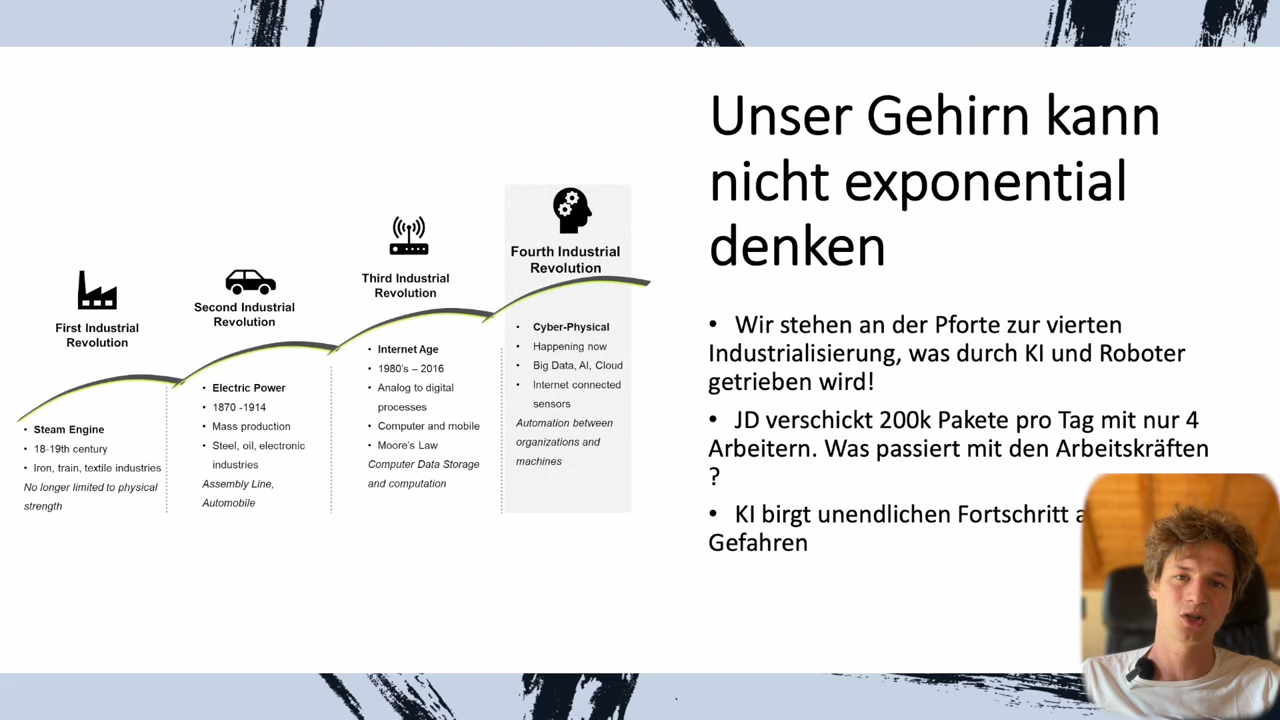 First Industrial
Revolution
• Steam Engine
• 18-19th century
• Iron, train, textile industries
No longer limited to physical
strength
Second Industrial
Revolution
• Electric Power
• 1870 -1914
• Mass production
• Steel, oil, electronic
industries
Assembly Line,
Automobile
Third Industrial
Revolution
• Internet Age
• 1980's – 2016
• Analog to digital
processes
• Computer and mobile
• Moore's Law
Computer Data Storage
and computation
Fourth Industrial
Revolution
• Cyber-Physical
• Happening now
• Big Data, AI, Cloud
• Internet connected
sensors
Automation between
organizations and
machines
Unser Gehirn kann
nicht exponential
denken
• Wir stehen an der Pforte zur vierten
Industrialisierung, was durch KI und Roboter
getrieben wird!
• JD verschickt 200k Pakete pro Tag mit nur 4
Arbeitern. Was passiert mit den Arbeitskräften
?
• KI birgt unendlichen Fortschritt
Gefahren